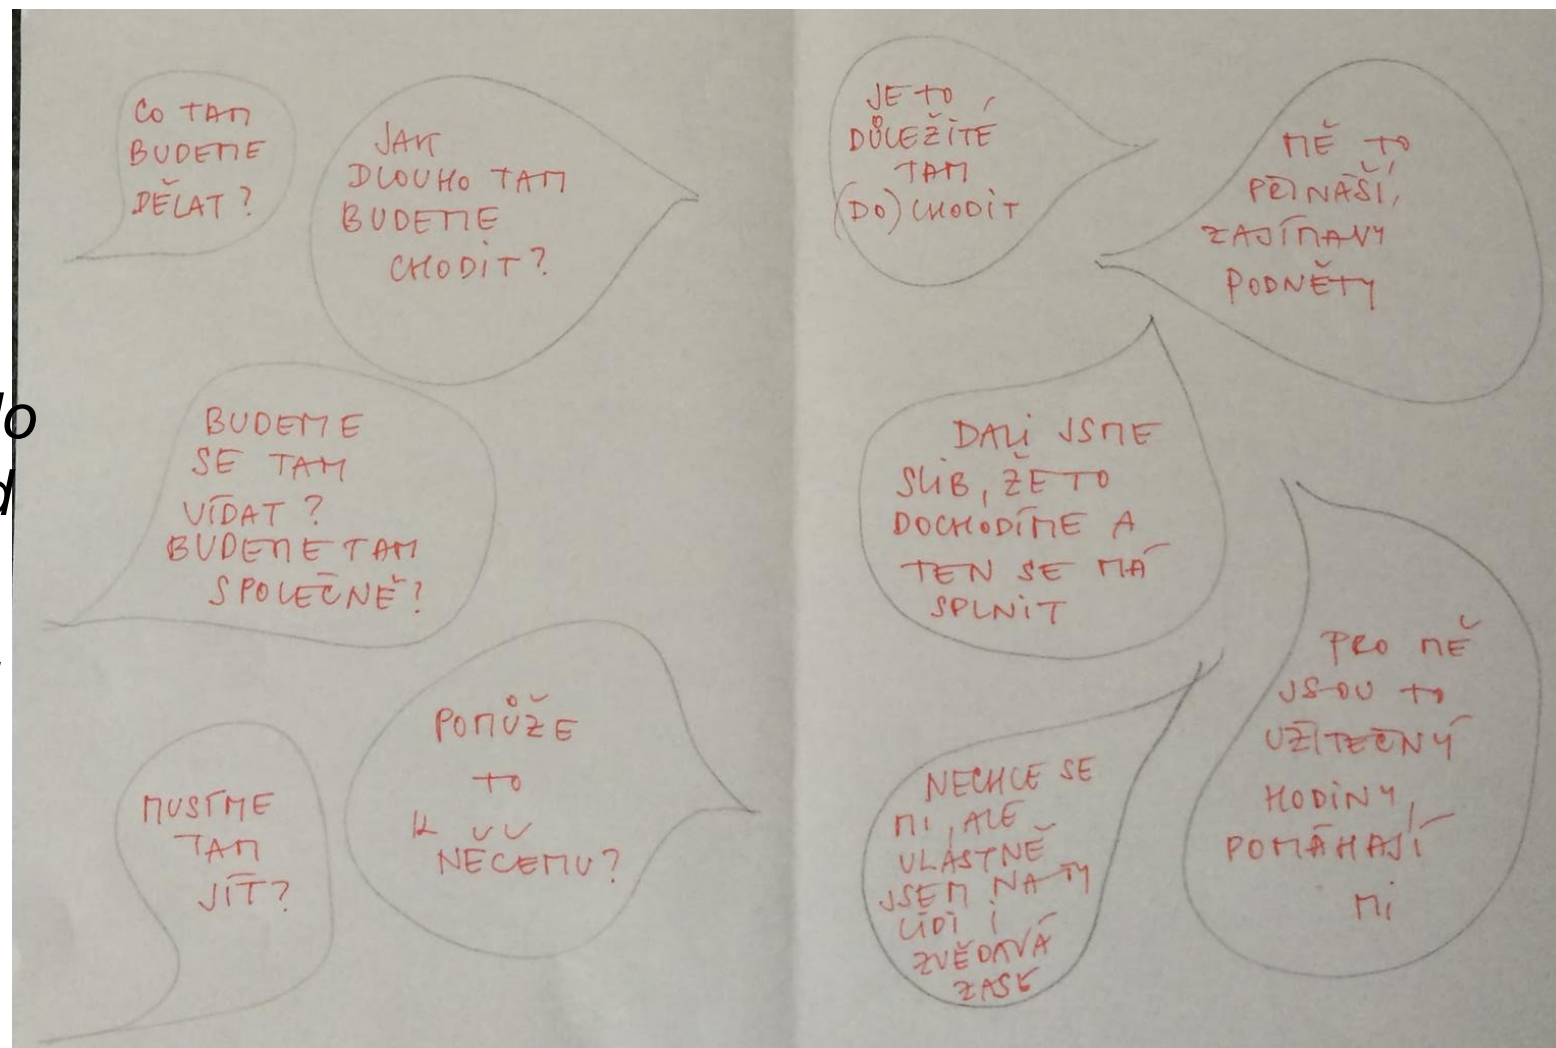 CO TAM
BUDEME
DĚLAT?
JAK
DLOUHO TAM
BUDEME
CHODIT?
BUDEME
SE TAM
VÍDAT?
BUDEME TAM
SPOLEČNĚ?
POMŮŽE
TO
K
NĚČEMU?
MUSÍME
TAM
JÍT?
JE TO
DŮLEŽITÉ
TAM
(DO)CHODIT
MĚ TO
PŘINÁŠÍ,
ZAJÍMAVÝ
PODNĚTY
DALI JSME
SLIB, ŽE TO
DOCHODÍME A
TEN SE MÁ
SPLNIT
NECHCE SE
MI, ALE
VLASTNĚ
JSEM NA TY
LIDI I
ZVĚDAVÁ
ZASE
PRO MĚ
JSOU TO
UŽITEČNÝ
HODINY,
POMÁHAJÍ
MI